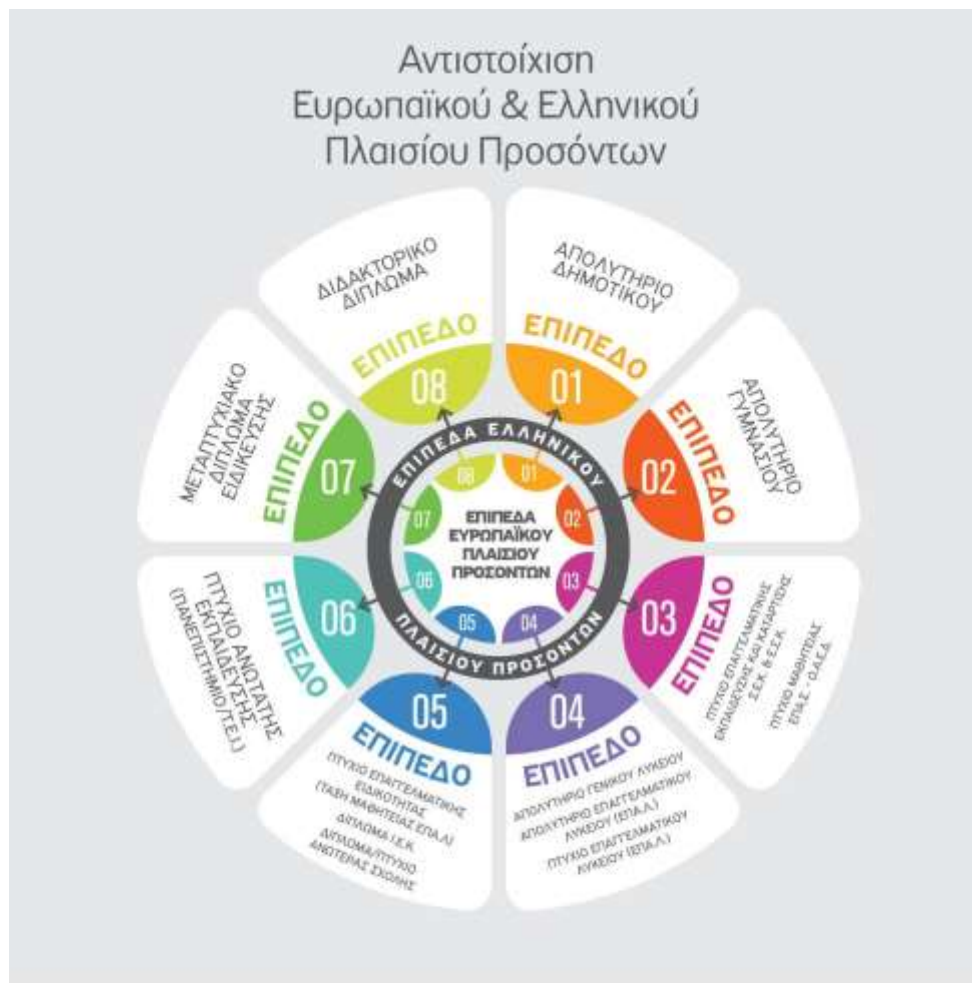 Αντιστοίχιση
Ευρωπαϊκού & Ελληνικού
Πλαισίου Προσόντων
ΑΠΟΛΥΤΗΡΙΟ
ΔΗΜΟΤΙΚΟΥ
ΕΠΙΠΕΔΟ
01
ΑΠΟΛΥΤΗΡΙΟ
ΓΥΜΝΑΣΙΟΥ
ΕΠΙΠΕΔΟ
02
ΕΠΙΠΕΔΟ
03
ΠΤΥΧΙΟ ΕΠΑΓΓΕΛΜΑΤΙΚΗΣ
ΕΚΠΑΙΔΕΥΣΗΣ ΚΑΙ ΚΑΤΑΡΤΙΣΗΣ
Σ.Ε.Κ. & Ε.Σ.Κ.
ΠΤΥΧΙΟ ΜΑΘΗΤΕΙΑΣ
ΕΠΑ.Σ. - Ο.Α.Ε.Δ.
04
ΕΠΙΠΕΔΟ
ΑΠΟΛΥΤΗΡΙΟ ΓΕΝΙΚΟΥ ΛΥΚΕΙΟΥ
ΑΠΟΛΥΤΗΡΙΟ ΕΠΑΓΓΕΛΜΑΤΙΚΟΥ
ΛΥΚΕΙΟΥ (ΕΠΑ.Λ.)
ΠΤΥΧΙΟ ΕΠΑΓΓΕΛΜΑΤΙΚΟΥ
ΛΥΚΕΙΟΥ (ΕΠΑ.Λ.)
05
ΕΠΙΠΕΔΟ
ΠΤΥΧΙΟ ΕΠΑΓΓΕΛΜΑΤΙΚΗΣ
ΕΙΔΙΚΟΤΗΤΑΣ
(ΤΑΞΗ ΜΑΘΗΤΕΙΑΣ ΕΠΑ.Λ)
ΔΙΠΛΩΜΑ Ι.Ε.Κ.
ΔΙΠΛΩΜΑ/ΠΤΥΧΙΟ
ΑΝΩΤΕΡΑΣ ΣΧΟΛΗΣ
06
ΕΠΙΠΕΔΟ
ΠΤΥΧΙΟ ΑΝΩΤΑΤΗΣ
ΕΚΠΑΙΔΕΥΣΗΣ
(ΠΑΝΕΠΙΣΤΗΜΙΟ/Τ.Ε.Ι.)
ΜΕΤΑΠΤΥΧΙΑΚΟ
ΔΙΠΛΩΜΑ
ΕΙΔΙΚΕΥΣΗΣ
ΕΠΙΠΕΔΟ
07
ΔΙΔΑΚΤΟΡΙΚΟ
ΔΙΠΛΩΜΑ
ΕΠΙΠΕΔΟ
08
ΕΠΙΠΕΔΑ ΕΛΛΗΝΙΚΟΥ
ΠΛΑΙΣΙΟΥ ΠΡΟΣΟΝΤΩΝ
01
02
03
04
05
06
07
08
ΕΠΙΠΕΔΑ
ΕΥΡΩΠΑΪΚΟΥ
ΠΛΑΙΣΙΟΥ
ΠΡΟΣΟΝΤΩΝ